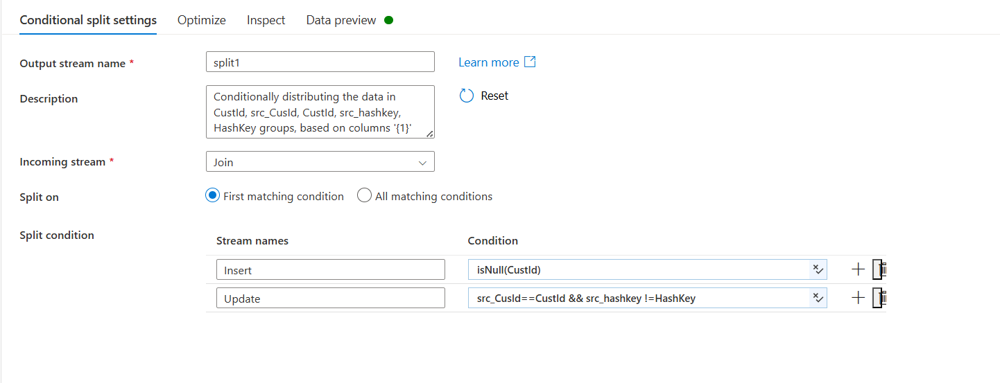 Conditional split settings Optimize Inspect Data preview
Output stream name * split1 Learn more
Description Conditionally distributing the data in
CustId, src_CusId, CustId, src_hashkey,
HashKey groups, based on columns '{1}'
Reset
Incoming stream * Join
Split on First matching condition All matching conditions
Split condition
Stream names Condition
Insert isNull(CustId)
Update src_CusId==CustId && src_hashkey !=HashKey